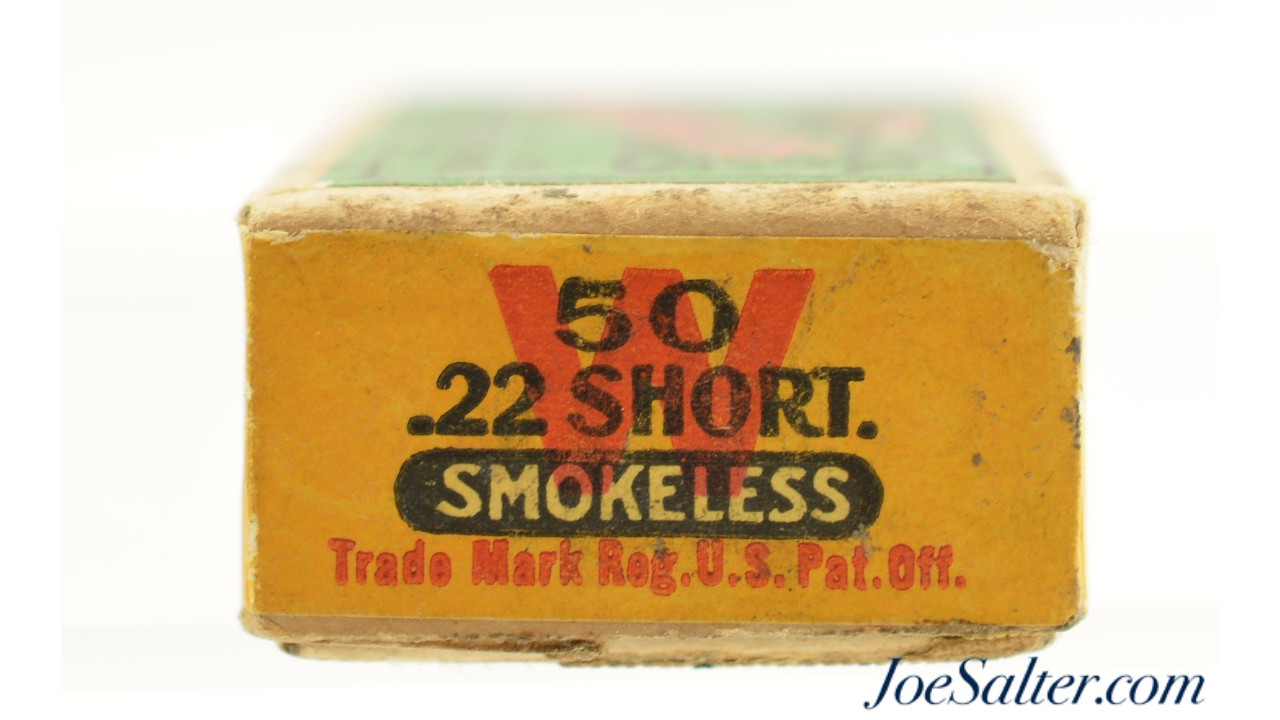 W
50
.22 SHORT.
SMOKELESS
Trade Mark Reg. U.S. Pat. Off.
JoeSalter.com